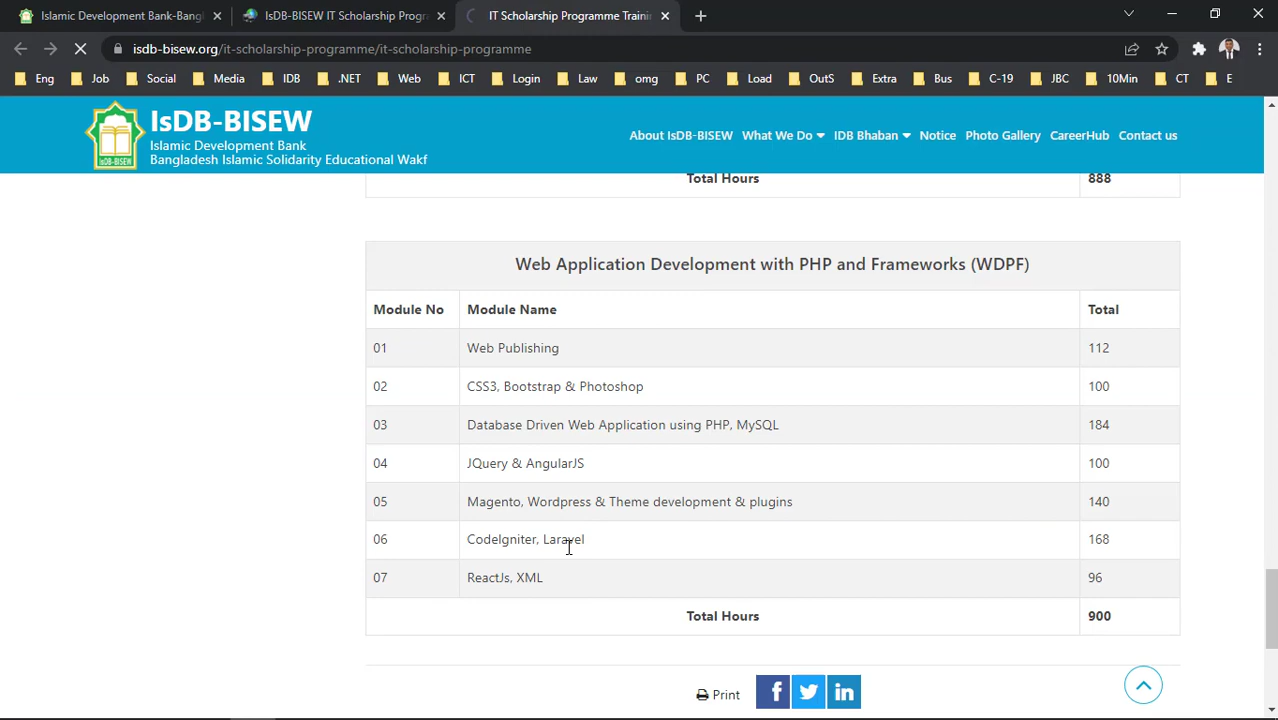 Islamic Development Bank-Bangl
IsDB-BISEW IT Scholarship Progra
IT Scholarship Programme Traini
isdb-bisew.org/it-scholarship-programme/it-scholarship-programme
Eng Job Social Media IDB .NET Web ICT Login Law omg PC Load OutS Extra Bus C-19 JBC 10Min CT E
IsDB-BISEW
Islamic Development Bank
Bangladesh Islamic Solidarity Educational Wakf
About IsDB-BISEW What We Do IDB Bhaban Notice Photo Gallery CareerHub Contact us
IsDB-BISEW
Total Hours 888
Web Application Development with PHP and Frameworks (WDPF)
Module No Module Name Total
01 Web Publishing 112
02 CSS3, Bootstrap & Photoshop 100
03 Database Driven Web Application using PHP, MySQL 184
04 JQuery & AngularJS 100
05 Magento, Wordpress & Theme development & plugins 140
06 CodeIgniter, Laravel 168
07 ReactJs, XML 96
Total Hours 900
Print